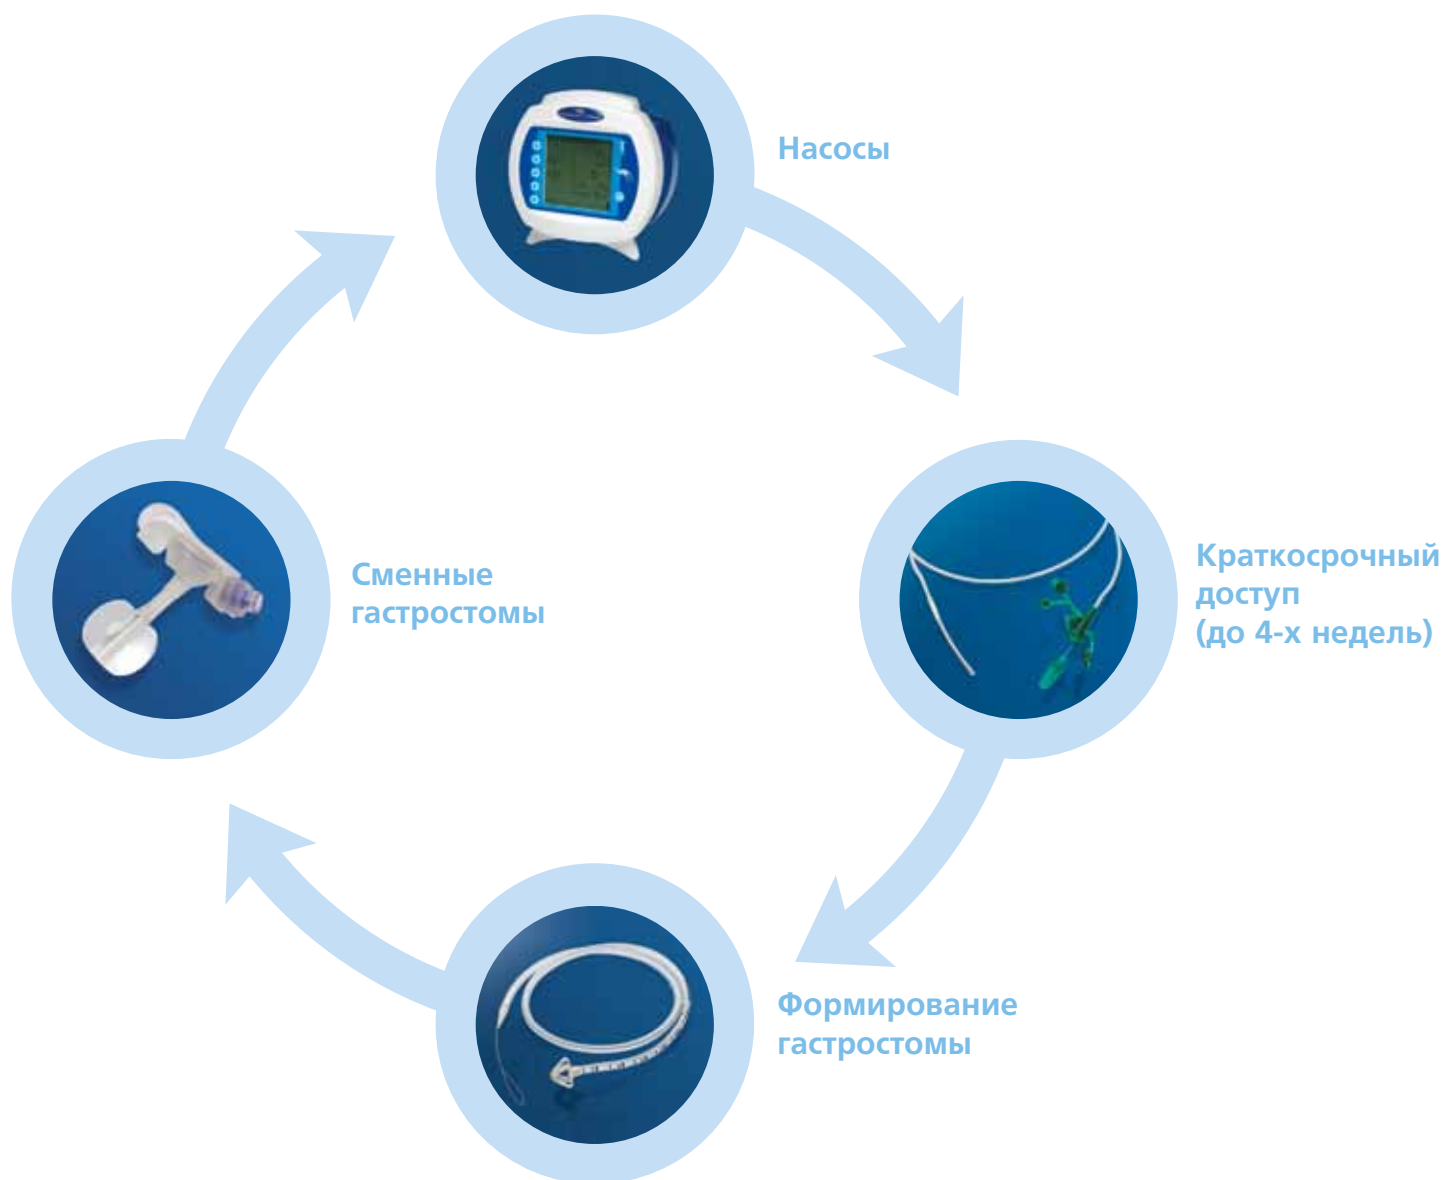 Насосы
Краткосрочный
доступ
(до 4-х недель)
Сменные
гастростомы
Формирование
гастростомы